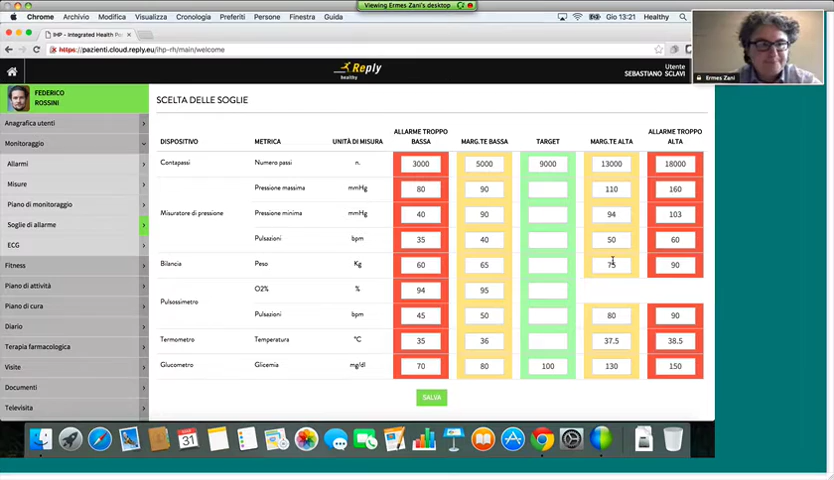 Viewing Ermes Zani's desktop
Chrome Archivio Modifica Visualizza Cronologia Preferiti Persone Finestra Guida Gio 13:21 Healthy
IHP - Integrated Health Pe
https://pazienti.cloud.reply.eu/ihp-rh/main/welcome
Ermes Zani
Reply
healthy
Utente
SEBASTIANO SCLAVI
FEDERICO
ROSSINI
SCELTA DELLE SOGLIE
Anagrafica utenti
Monitoraggio
Allarmi
Misure
Piano di monitoraggio
Soglie di allarme
ECG
Fitness
Piano di attività
Piano di cura
Diario
Terapia farmacologica
Visite
Documenti
Televisita
DISPOSITIVO METRICA UNITÀ DI MISURA ALLARME TROPPO BASSA MARG.TE BASSA TARGET MARG.TE ALTA ALLARME TROPPO ALTA
Contapassi Numero passi n. 3000 5000 9000 13000 18000
Pressione massima mmHg 80 90 110 160
Misuratore di pressione Pressione minima mmHg 40 90 94 103
Pulsazioni bpm 35 40 50 60
Bilancia Peso Kg 60 65 75 90
O2% % 94 95
Pulsossimetro
Pulsazioni bpm 45 50 80 90
Termometro Temperatura °C 35 36 37.5 38.5
Glucometro Glicemia mg/dl 70 80 100 130 150
SALVA
31